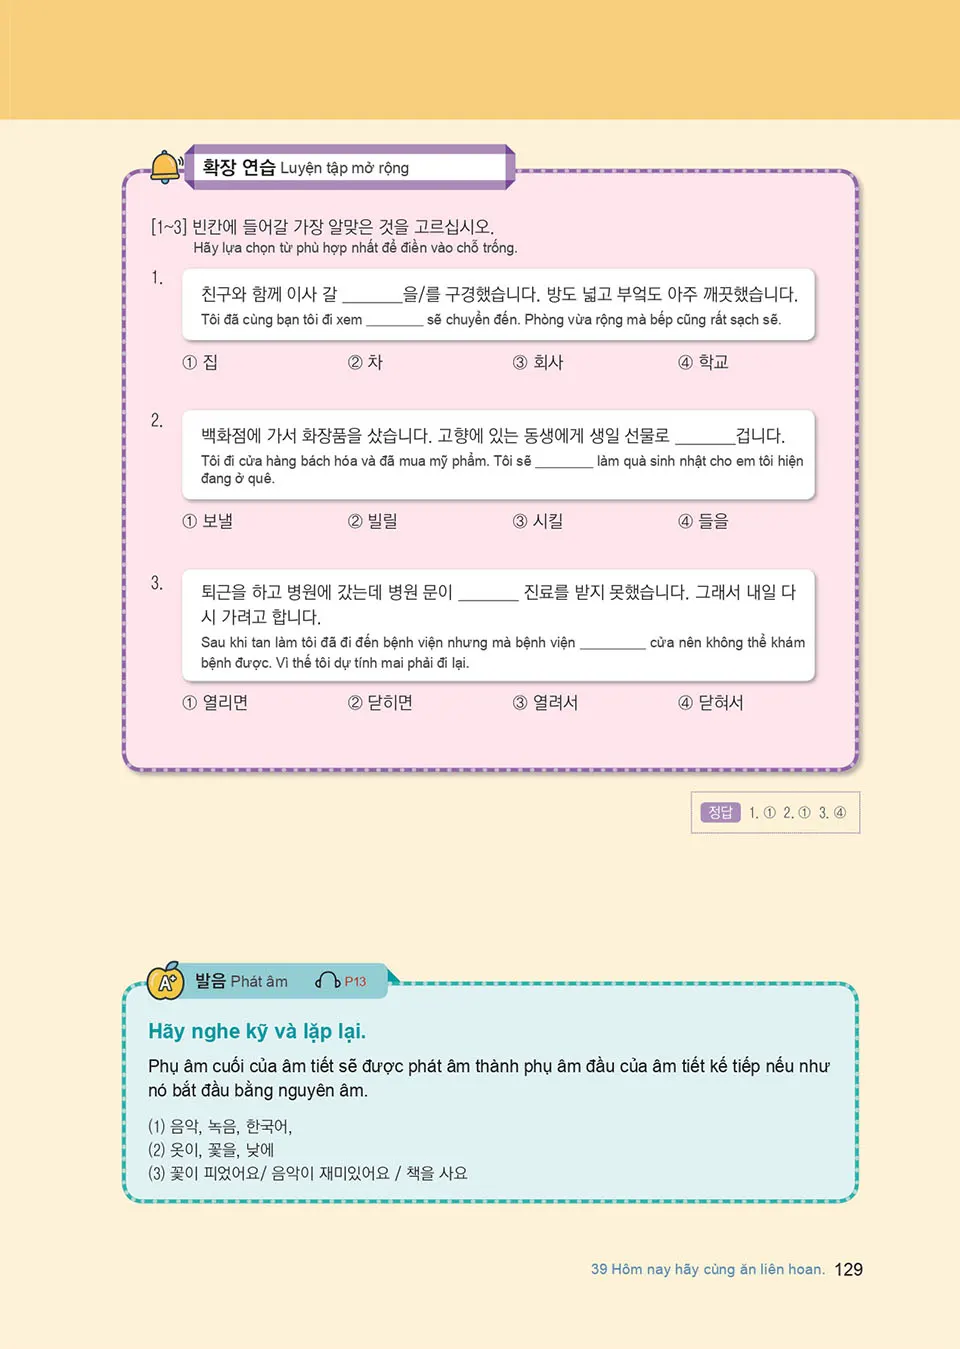 확장 연습 Luyện tập mở rộng
[1~3] 빈칸에 들어갈 가장 알맞은 것을 고르십시오.
Hãy lựa chọn từ phù hợp nhất để điền vào chỗ trống.
1.
친구와 함께 이사 갈 _______을/를 구경했습니다. 방도 넓고 부엌도 아주 깨끗했습니다.
Tôi đã cùng bạn tôi đi xem _______ sẽ chuyển đến. Phòng vừa rộng mà bếp cũng rất sạch sẽ.
① 집 ② 차 ③ 회사 ④ 학교
2.
백화점에 가서 화장품을 샀습니다. 고향에 있는 동생에게 생일 선물로 _______겁니다.
Tôi đi cửa hàng bách hóa và đã mua mỹ phẩm. Tôi sẽ _______ làm quà sinh nhật cho em tôi hiện
đang ở quê.
① 보낼 ② 빌릴 ③ 시킬 ④ 들을
3.
퇴근을 하고 병원에 갔는데 병원 문이 _______ 진료를 받지 못했습니다. 그래서 내일 다
시 가려고 합니다.
Sau khi tan làm tôi đã đi đến bệnh viện nhưng mà bệnh viện ________ cửa nên không thể khám
bệnh được. Vì thế tôi dự tính mai phải đi lại.
① 열리면 ② 닫히면 ③ 열려서 ④ 닫혀서
정답 1. ① 2. ① 3. ④
A+ 발음 Phát âm P13
Hãy nghe kỹ và lặp lại.
Phụ âm cuối của âm tiết sẽ được phát âm thành phụ âm đầu của âm tiết kế tiếp nếu như
nó bắt đầu bằng nguyên âm.
(1) 음악, 녹음, 한국어,
(2) 옷이, 꽃을, 낮에
(3) 꽃이 피었어요/ 음악이 재미있어요 / 책을 사요
39 Hôm nay hãy cùng ăn liên hoan. 129